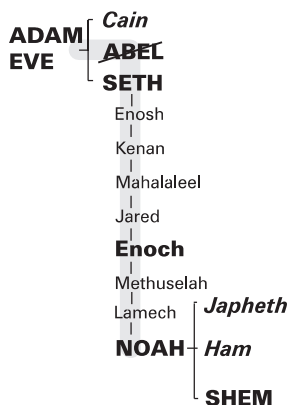 Cain
ADAM
ABEL
EVE
SETH
Enosh
Kenan
Mahalaleel
Jared
Enoch
Methuselah
Lamech
Japheth
NOAH
Ham
SHEM